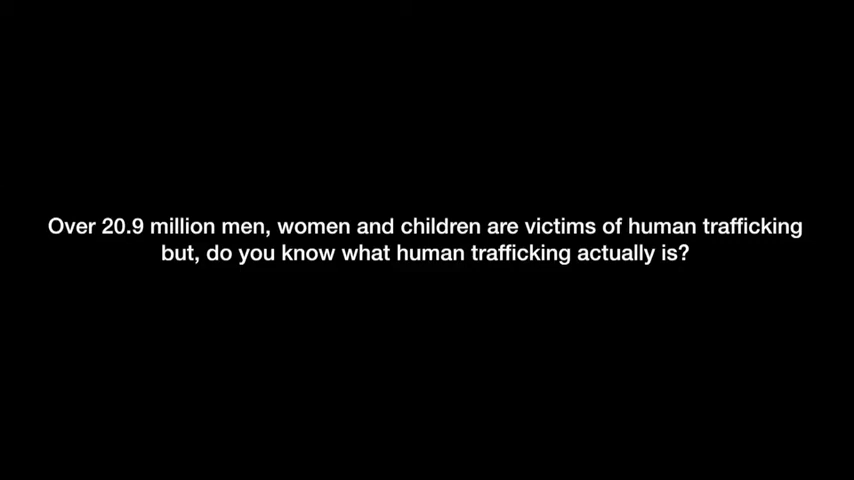 Over 20.9 million men, women and children are victims of human trafficking
but, do you know what human trafficking actually is?